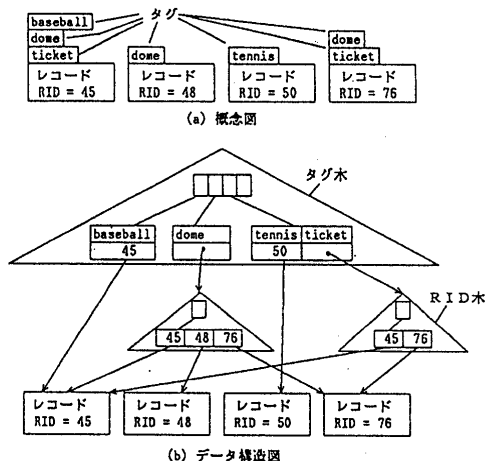 タグ
baseball
dome
ticket
レコード
RID = 45
dome
レコード
RID = 48
tennis
レコード
RID = 50
dome
ticket
レコード
RID = 76
(a) 概念図
タグ木
baseball
45
dome
tennis ticket
50
RID木
45 48 76
45 76
レコード
RID = 45
レコード
RID = 48
レコード
RID = 50
レコード
RID = 76
(b) データ構造図